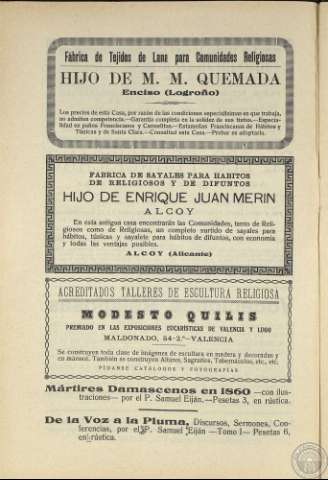 Fábrica de Tejidos de Lana para Comunidades Religiosas
HIJO DE M. M. QUEMADA
Enciso (Logroño)
Los precios de esta Casa, por razón de las condiciones especialísimas en que trabaja,
no admiten competencia.—Garantía completa en la solidez de sus tintes.—Especia-
lidad en paños Franciscanos y Carmelitas.—Estameñas Franciscanas de Hábitos y
Túnicas y de Santa Clara.—Consultad esta Casa.—Probar es adoptarla.
FABRICA DE SAYALES PARA HABITOS
DE RELIGIOSOS Y DE DIFUNTOS
HIJO DE ENRIQUE JUAN MERIN
ALCOY
En esta antigua casa encontrarán las Comunidades, tanto de Reli-
giosos como de Religiosas, un completo surtido de sayales para
hábitos, túnicas y sayalete para hábitos de difuntos, con economía
y todas las ventajas posibles.
ALCOY (Alicante)
ACREDITADOS TALLERES DE ESCULTURA RELIGIOSA
MODESTO QUILIS
PREMIADO EN LAS EXPOSICIONES EUCARÍSTICAS DE VALENCIA Y LUGO
MALDONADO, 54-2.º-VALENCIA
Se construyen toda clase de imágenes de escultura en madera y decoradas y
en mármol. También se construyen Altares, Sagrarios, Tabernáculos, etc., etc.
PÍDANSE CATÁLOGOS Y FOTOGRAFÍAS
Mártires Damascenos en 1860 —con ilus-
traciones— por el P. Samuel Eiján.—Pesetas 3, en rústica.
De la Voz a la Pluma, Discursos, Sermones, Con-
ferencias, por el P. Samuel Eiján —Tomo I— Pesetas 6,
en rústica.